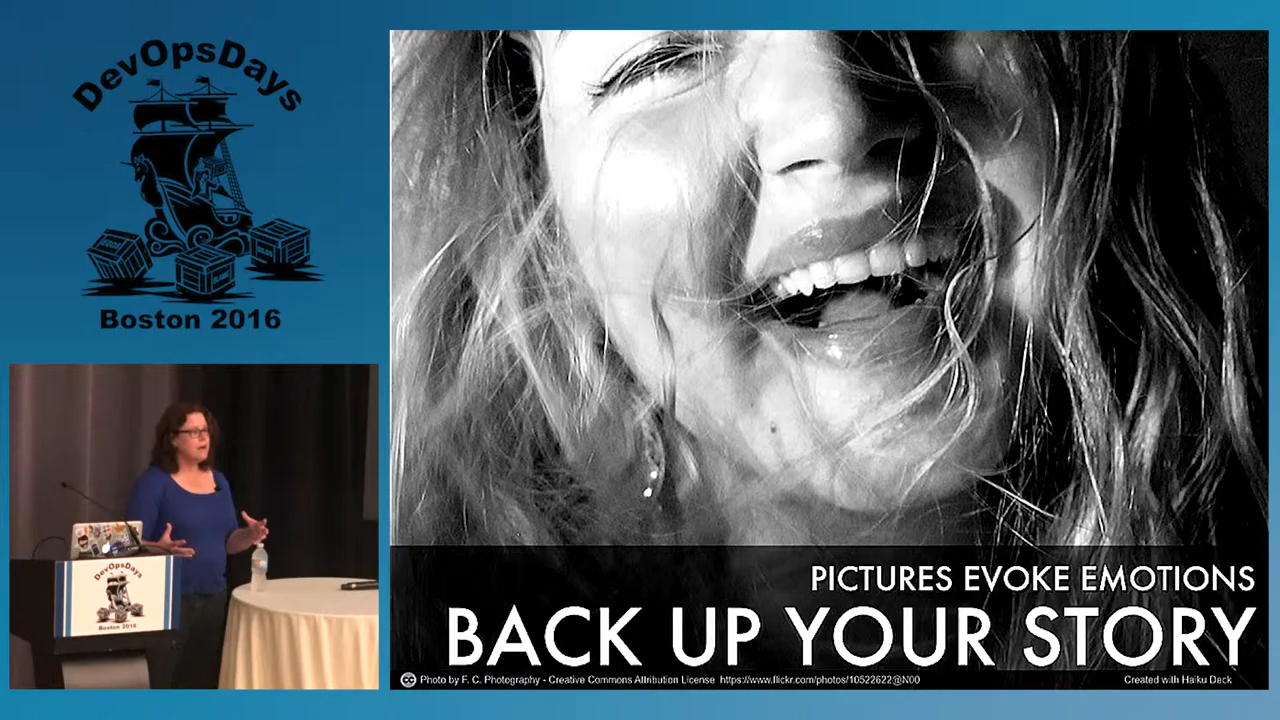 DevOpsDays
Boston 2016
DevOpsDays
Boston 2016
PICTURES EVOKE EMOTIONS
BACK UP YOUR STORY
Photo by F. C. Photography - Creative Commons Attribution License https://www.flickr.com/photos/10522622@N00
Created with Haiku Deck